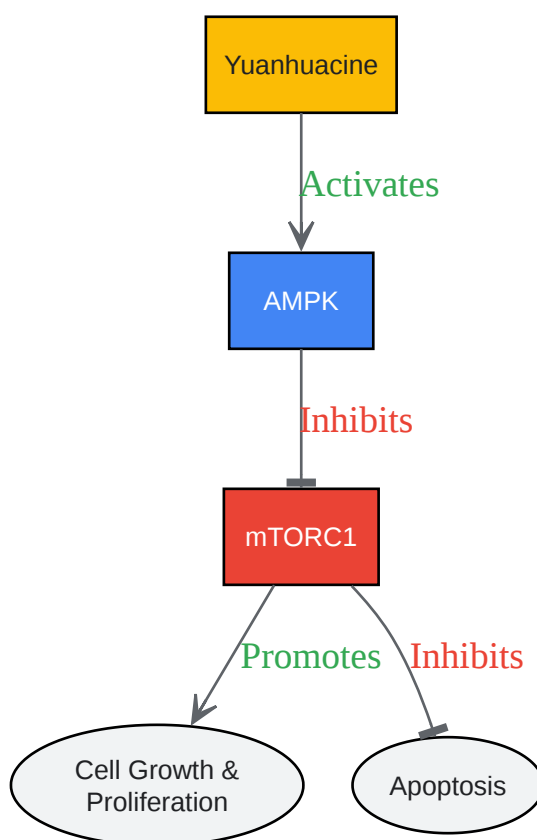 Yuanhuacine
Activates
AMPK
Inhibits
mTORC1
Promotes
Inhibits
Cell Growth &
Proliferation
Apoptosis